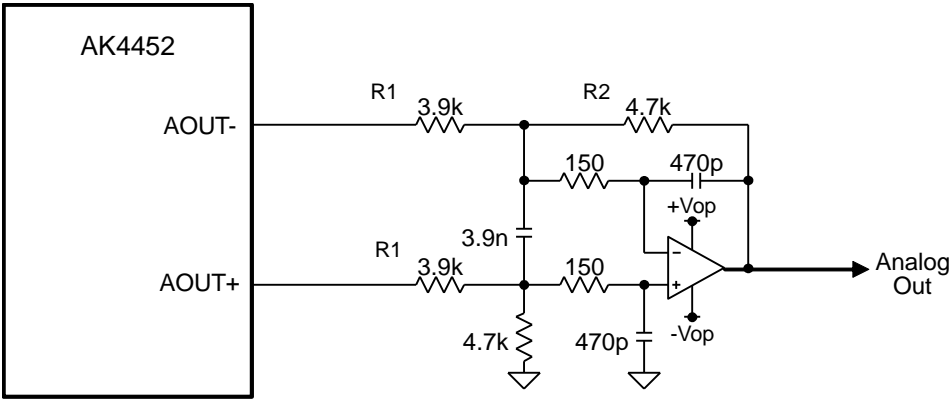 AK4452
R1
3.9k
R2
4.7k
AOUT-
150
470p
+Vop
3.9n
−
R1
3.9k
150
AOUT+
+
Analog
Out
4.7k
470p
-Vop